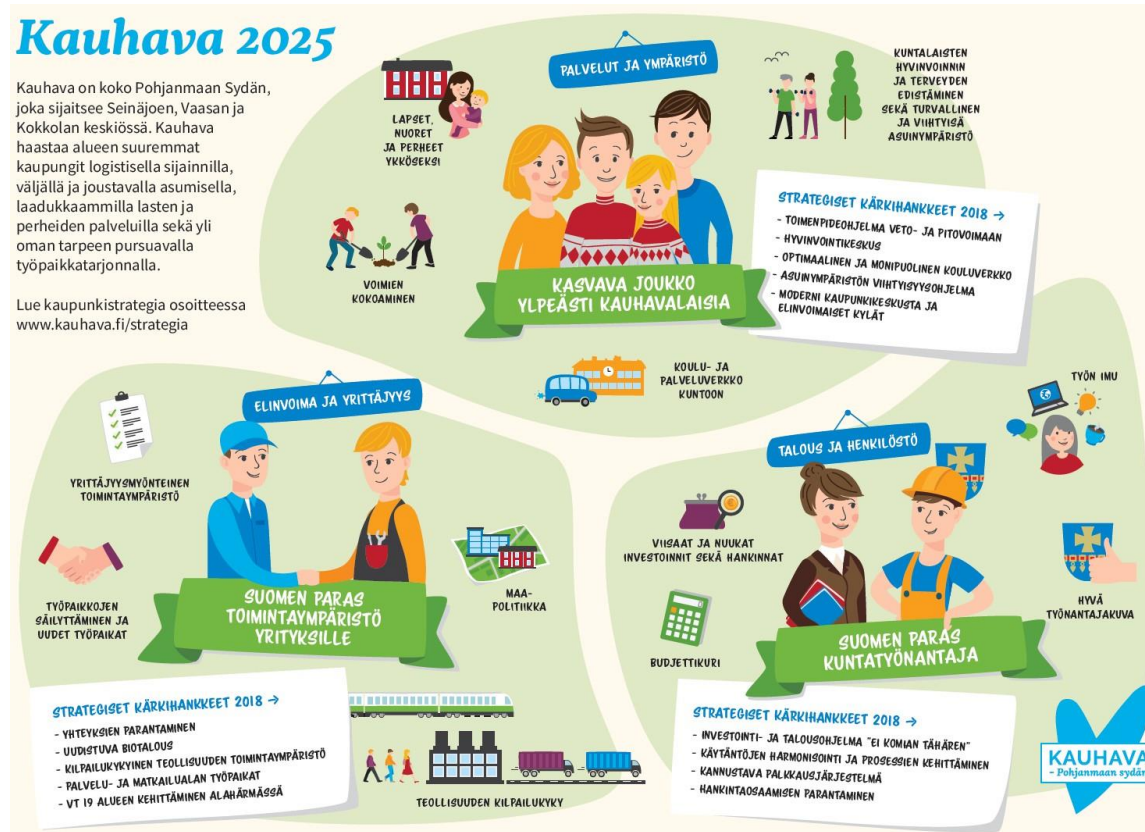 Kauhava 2025
Kauhava on koko Pohjanmaan Sydän,
joka sijaitsee Seinäjoen, Vaasan ja
Kokkolan keskiössä. Kauhava
haastaa alueen suuremmat
kaupungit logistisella sijainnilla,
väljällä ja joustavalla asumisella,
laadukkaammilla lasten ja
perheiden palveluilla sekä yli
oman tarpeen pursuavalla
työpaikkatarjonnalla.
Lue kaupunkistrategia osoitteessa
www.kauhava.fi/strategia
PALVELUT JA YMPÄRISTÖ
LAPSET,
NUORET
JA PERHEET
YKKÖSEKSI
KUNTALAISTEN
HYVINVOINNIN
JA TERVEYDEN
EDISTÄMINEN
SEKÄ TURVALLINEN
JA VIIHTYISÄ
ASUINYMPÄRISTÖ
VOIMIEN
KOKOAMINEN
KASVAVA JOUKKO
YLPEÄSTI KAUHAVALAISIA
STRATEGISET KÄRKIHANKKEET 2018 →
- TOIMENPIDEOHJELMA VETO- JA PITOVOIMAAN
- HYVINVOINTIKESKUS
- OPTIMAALINEN JA MONIPUOLINEN KOULUVERKKO
- ASUINYMPÄRISTÖN VIIHTYISYYSOHJELMA
- MODERNI KAUPUNKIKESKUSTA JA
ELINVOIMAISET KYLÄT
KOULU- JA
PALVELUVERKKO
KUNTOON
ELINVOIMA JA YRITTÄJYYS
YRITTÄJYYSMYÖNTEINEN
TOIMINTAYMPÄRISTÖ
TYÖPAIKKOJEN
SÄILYTTÄMINEN JA
UUDET TYÖPAIKAT
MAA-
POLITIIKKA
SUOMEN PARAS
TOIMINTAYMPÄRISTÖ
YRITYKSILLE
STRATEGISET KÄRKIHANKKEET 2018 →
- YHTEYKSIEN PARANTAMINEN
- UUDISTUVA BIOTALOUS
- KILPAILUKYKYINEN TEOLLISUUDEN TOIMINTAYMPÄRISTÖ
- PALVELU- JA MATKAILUALAN TYÖPAIKAT
- VT 19 ALUEEN KEHITTÄMINEN ALAHÄRMÄSSÄ
TEOLLISUUDEN KILPAILUKYKY
TALOUS JA HENKILÖSTÖ
TYÖN IMU
VIISAAT JA NUUKAT
INVESTOINNIT SEKÄ HANKINNAT
BUDJETTIKURI
HYVÄ
TYÖNANTAJAKUVA
SUOMEN PARAS
KUNTATYÖNANTAJA
STRATEGISET KÄRKIHANKKEET 2018 →
- INVESTOINTI- JA TALOUSOHJELMA "EI KOMIAN TÄHÄREN"
- KÄYTÄNTÖJEN HARMONISOINTI JA PROSESSIEN KEHITTÄMINEN
- KANNUSTAVA PALKKAUSJÄRJESTELMÄ
- HANKINTAOSAAMISEN PARANTAMINEN
KAUHAVA
- Pohjanmaan sydän